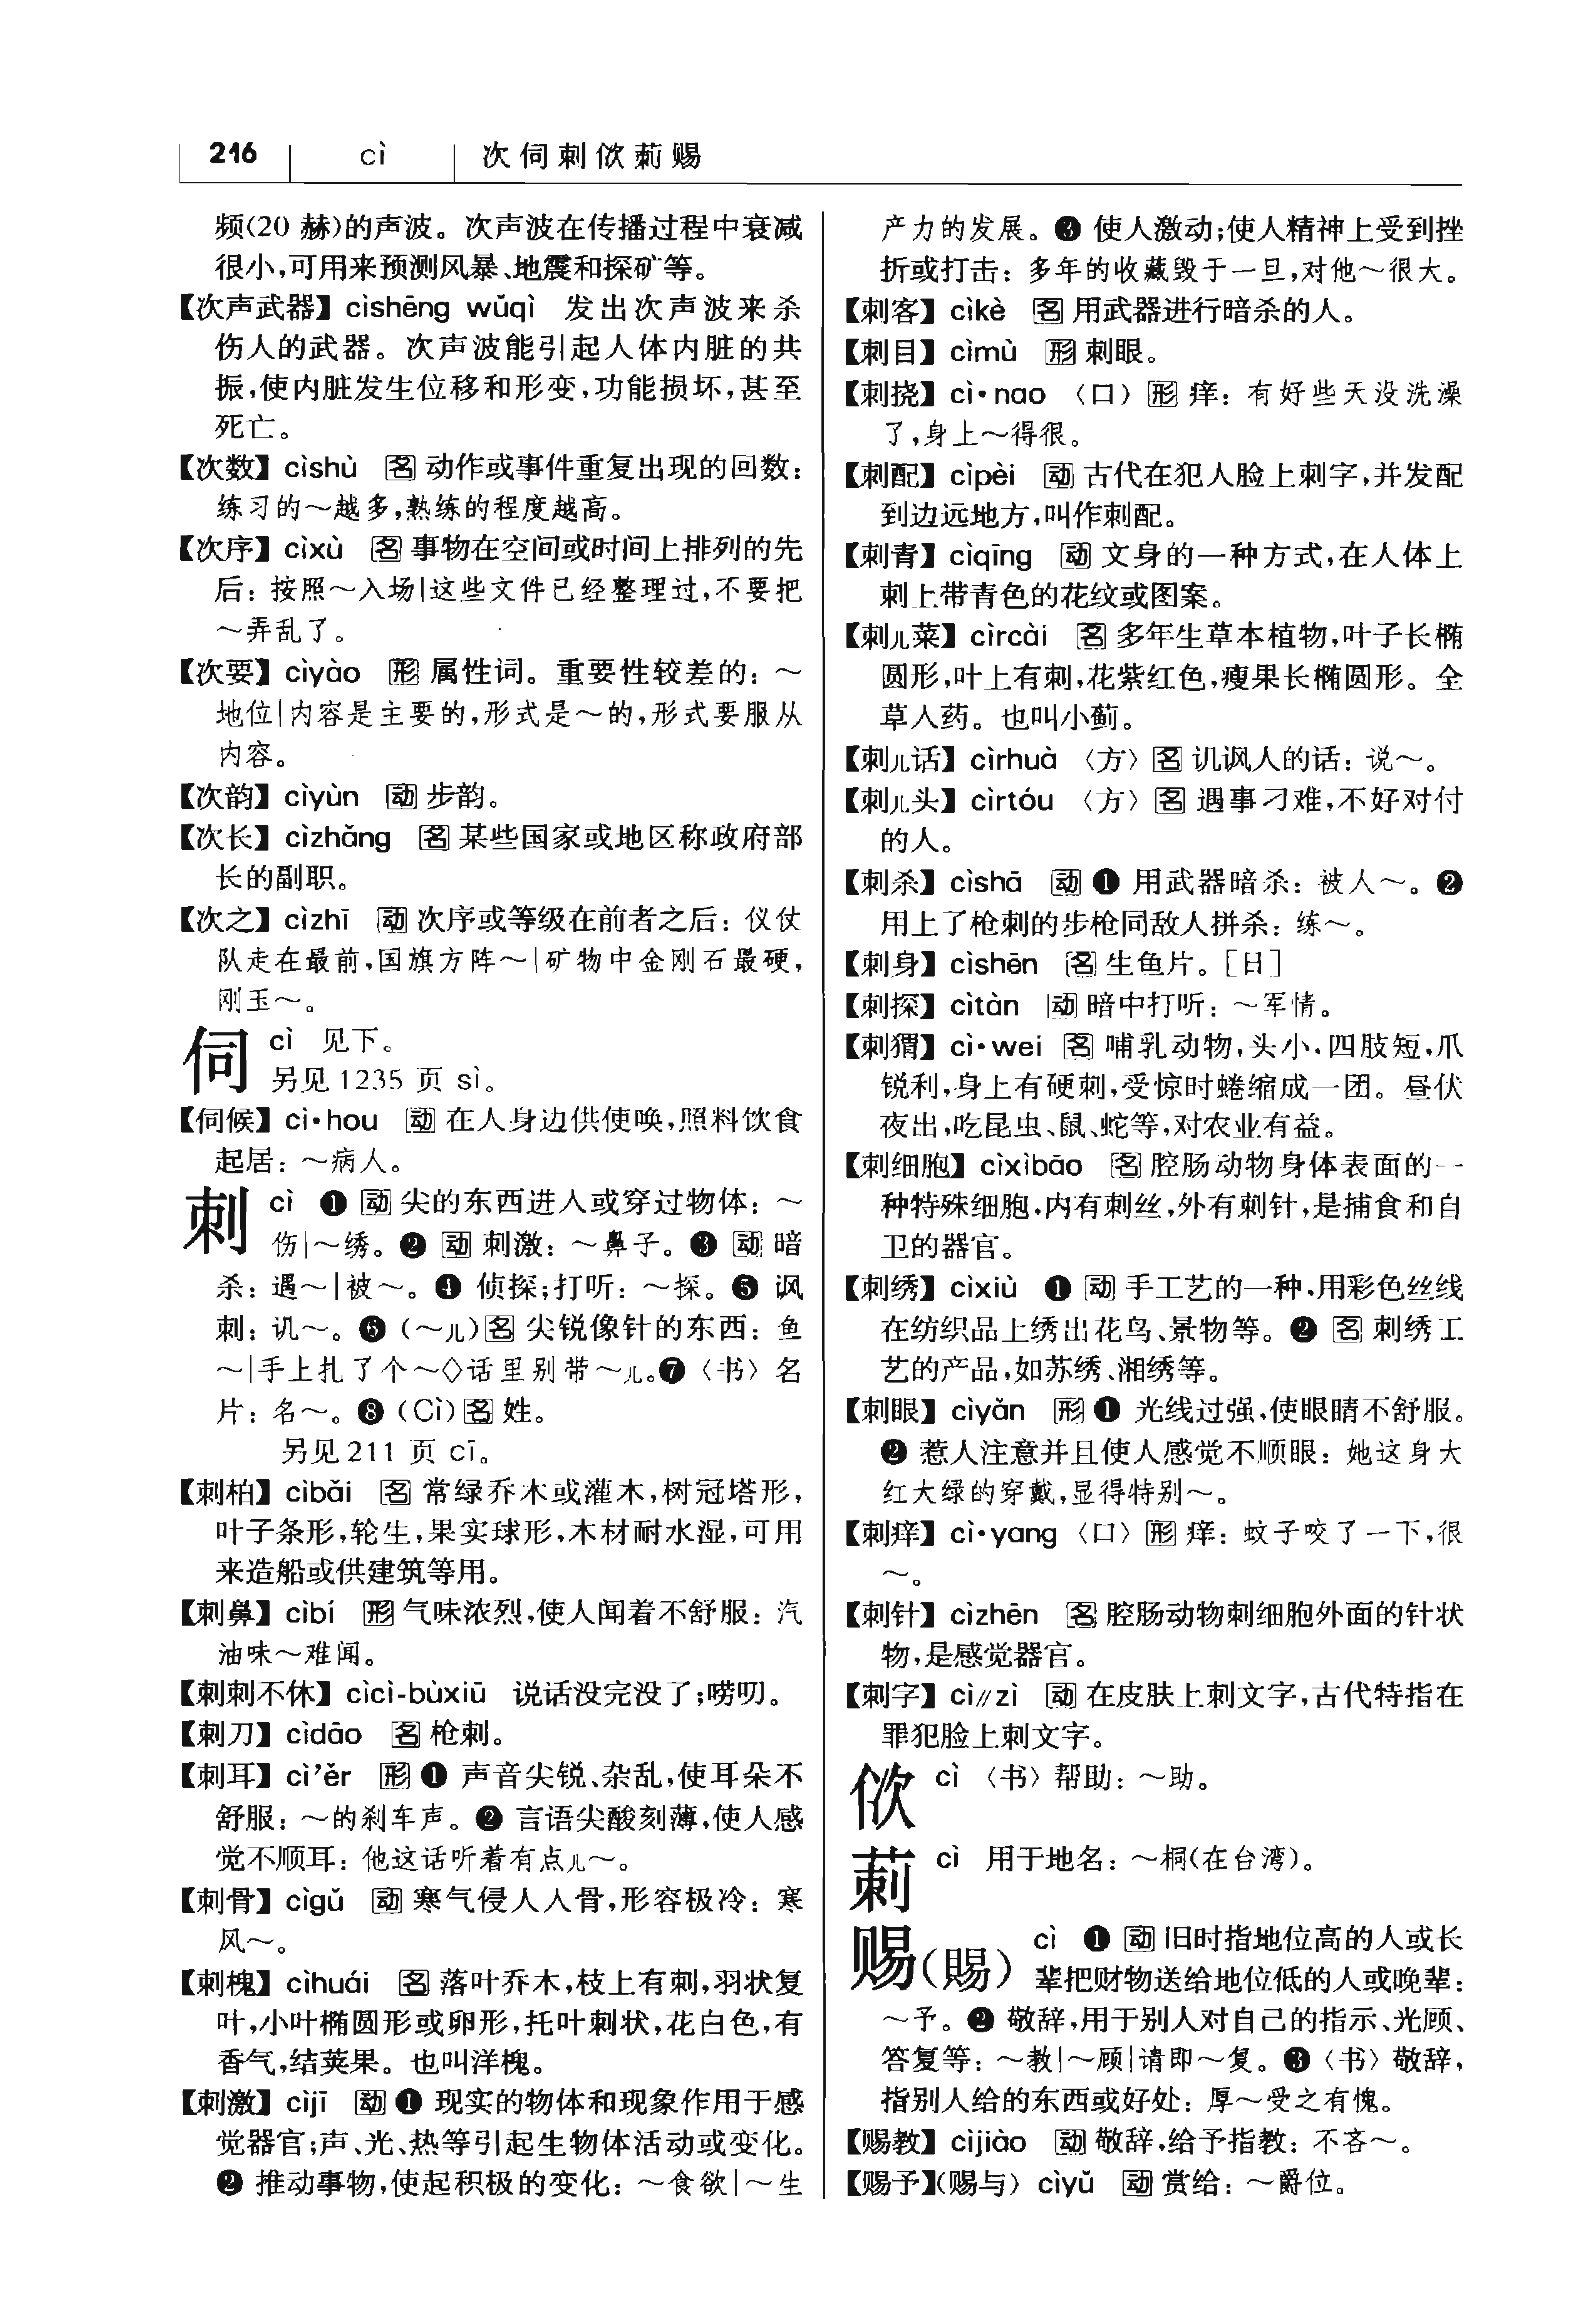 216 cì 次伺刺佽莿赐
频(20 赫)的声波。次声波在传播过程中衰减
很小,可用来预测风暴、地震和探矿等。
【次声武器】cìshēng wǔqì 发出次声波来杀
伤人的武器。次声波能引起人体内脏的共
振,使内脏发生位移和形变,功能损坏,甚至
死亡。
【次数】cìshù 名 动作或事件重复出现的回数:
练习的~越多,熟练的程度越高。
【次序】cìxù 名 事物在空间或时间上排列的先
后: 按照~入场|这些文件已经整理过,不要把
~弄乱了。
【次要】cìyào 形 属性词。重要性较差的: ~
地位|内容是主要的,形式是~的,形式要服从
内容。
【次韵】cìyùn 动 步韵。
【次长】cìzhǎng 名 某些国家或地区称政府部
长的副职。
【次之】cìzhī 动 次序或等级在前者之后: 仪仗
队走在最前,国旗方阵~|矿物中金刚石最硬,
刚玉~。
伺 cì 见下。
另见 1235 页 sì。
【伺候】cì·hou 动 在人身边供使唤,照料饮食
起居: ~病人。
刺 cì ❶ 动 尖的东西进入或穿过物体: ~
伤|~绣。❷ 动 刺激: ~鼻子。❸ 动 暗
杀: 遇~|被~。❹ 侦探;打听: ~探。❺ 讽
刺: 讥~。❻ (~儿)名 尖锐像针的东西: 鱼
~|手上扎了个~◇话里别带~儿。❼〈书〉名
片: 名~。❽ (Cì)名 姓。
另见 211 页 cī。
【刺柏】cìbǎi 名 常绿乔木或灌木,树冠塔形,
叶子条形,轮生,果实球形,木材耐水湿,可用
来造船或供建筑等用。
【刺鼻】cìbí 形 气味浓烈,使人闻着不舒服: 汽
油味~难闻。
【刺刺不休】cìcì-bùxiū 说话没完没了;唠叨。
【刺刀】cìdāo 名 枪刺。
【刺耳】cì’ěr 形 ❶ 声音尖锐、杂乱,使耳朵不
舒服: ~的刹车声。❷ 言语尖酸刻薄,使人感
觉不顺耳: 他这话听着有点儿~。
【刺骨】cìgǔ 动 寒气侵人入骨,形容极冷: 寒
风~。
【刺槐】cìhuái 名 落叶乔木,枝上有刺,羽状复
叶,小叶椭圆形或卵形,托叶刺状,花白色,有
香气,结荚果。也叫洋槐。
【刺激】cìjī 动 ❶ 现实的物体和现象作用于感
觉器官;声、光、热等引起生物体活动或变化。
❷ 推动事物,使起积极的变化: ~食欲|~生
产力的发展。❸ 使人激动;使人精神上受到挫
折或打击: 多年的收藏毁于一旦,对他~很大。
【刺客】cìkè 名 用武器进行暗杀的人。
【刺目】cìmù 形 刺眼。
【刺挠】cì·nao 〈口〉形 痒: 有好些天没洗澡
了,身上~得很。
【刺配】cìpèi 动 古代在犯人脸上刺字,并发配
到边远地方,叫作刺配。
【刺青】cìqīng 动 文身的一种方式,在人体上
刺上带青色的花纹或图案。
【刺儿菜】cìrcài 名 多年生草本植物,叶子长椭
圆形,叶上有刺,花紫红色,瘦果长椭圆形。全
草入药。也叫小蓟。
【刺儿话】cìrhuà 〈方〉名 讥讽人的话: 说~。
【刺儿头】cìrtóu 〈方〉名 遇事刁难,不好对付
的人。
【刺杀】cìshā 动 ❶ 用武器暗杀: 被人~。❷
用上了枪刺的步枪同敌人拼杀: 练~。
【刺身】cìshēn 名 生鱼片。[日]
【刺探】cìtàn 动 暗中打听: ~军情。
【刺猬】cì·wei 名 哺乳动物,头小,四肢短,爪
锐利,身上有硬刺,受惊时蜷缩成一团。昼伏
夜出,吃昆虫、鼠、蛇等,对农业有益。
【刺细胞】cìxìbāo 名 腔肠动物身体表面的一
种特殊细胞,内有刺丝,外有刺针,是捕食和自
卫的器官。
【刺绣】cìxiù ❶ 动 手工艺的一种,用彩色丝线
在纺织品上绣出花鸟、景物等。❷ 名 刺绣工
艺的产品,如苏绣、湘绣等。
【刺眼】cìyǎn 形 ❶ 光线过强,使眼睛不舒服。
❷ 惹人注意并且使人感觉不顺眼: 她这身大
红大绿的穿戴,显得特别~。
【刺痒】cì·yang 〈口〉形 痒: 蚊子咬了一下,很
~。
【刺针】cìzhēn 名 腔肠动物刺细胞外面的针状
物,是感觉器官。
【刺字】cì//zì 动 在皮肤上刺文字,古代特指在
罪犯脸上刺文字。
佽 cì 〈书〉帮助: ~助。
莿 cì 用于地名: ~桐(在台湾)。
赐(賜) cì ❶ 动 旧时指地位高的人或长
辈把财物送给地位低的人或晚辈:
~予。❷ 敬辞,用于别人对自己的指示、光顾、
答复等: ~教|~顾|请即~复。❸〈书〉敬辞,
指别人给的东西或好处: 厚~受之有愧。
【赐教】cìjiào 动 敬辞,给予指教: 不吝~。
【赐予】(赐与) cìyǔ 动 赏给: ~爵位。